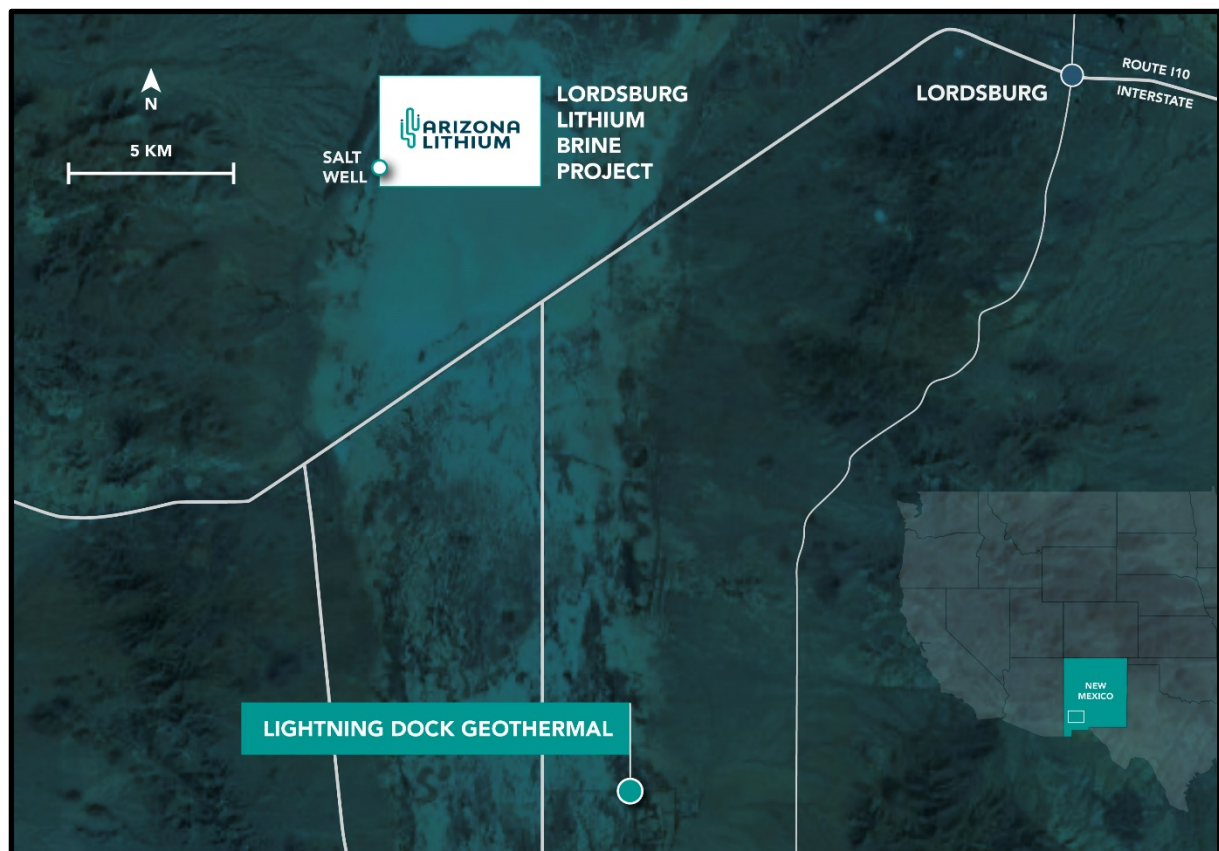 N
5 KM
SALT
WELL
ARIZONA
LITHIUM
LORDSBURG
LITHIUM
BRINE
PROJECT
LORDSBURG
ROUTE I10
INTERSTATE
LIGHTNING DOCK GEOTHERMAL
NEW
MEXICO